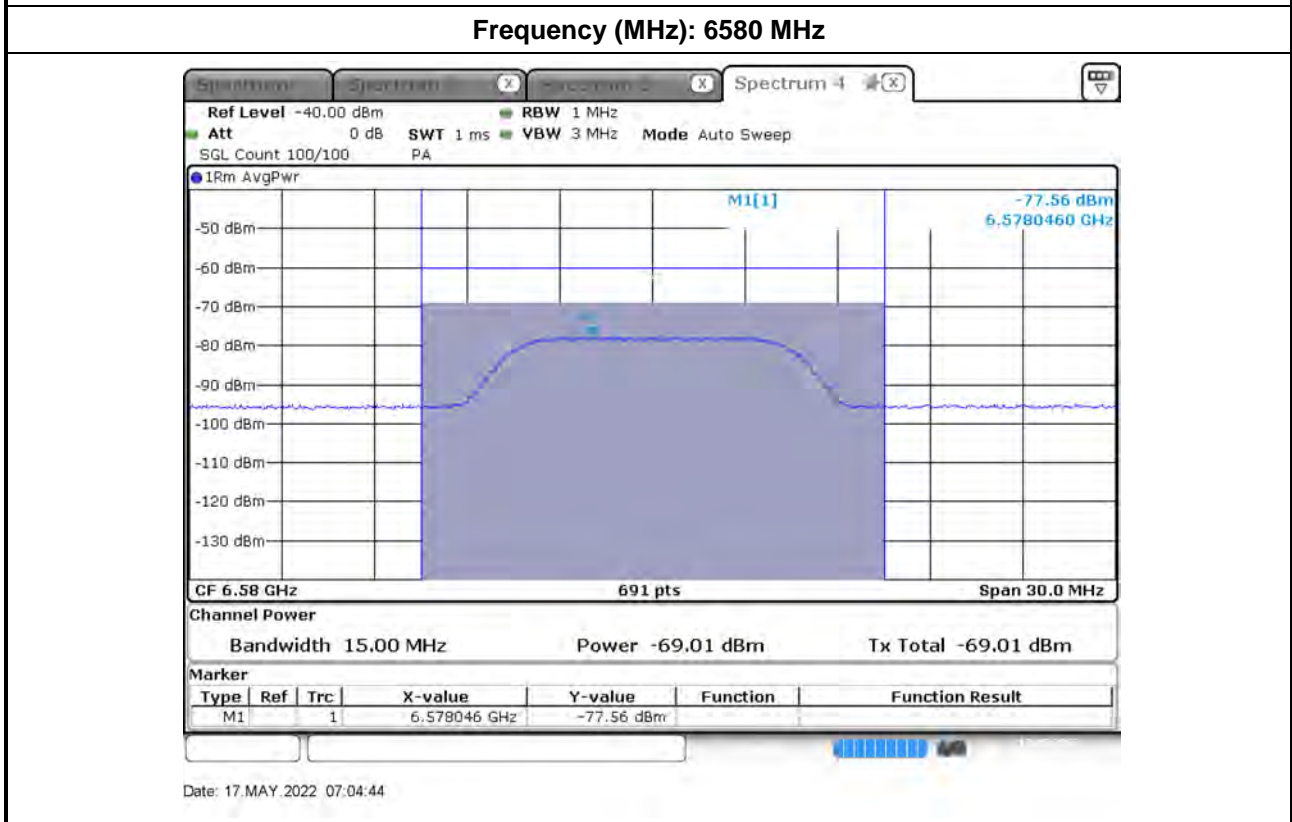 Frequency (MHz): 6580 MHz
Spectrum 4
Ref Level -40.00 dBm RBW 1 MHz
Att 0 dB SWT 1 ms VBW 3 MHz Mode Auto Sweep
SGL Count 100/100 PA
1Rm AvgPwr
M1[1] -77.56 dBm
6.5780460 GHz
-50 dBm
-60 dBm
-70 dBm
-80 dBm
-90 dBm
-100 dBm
-110 dBm
-120 dBm
-130 dBm
CF 6.58 GHz 691 pts Span 30.0 MHz
Channel Power
Bandwidth 15.00 MHz Power -69.01 dBm Tx Total -69.01 dBm
Marker
Type Ref Trc X-value Y-value Function Function Result
M1 1 6.578046 GHz -77.56 dBm
Date: 17.MAY.2022 07:04:44